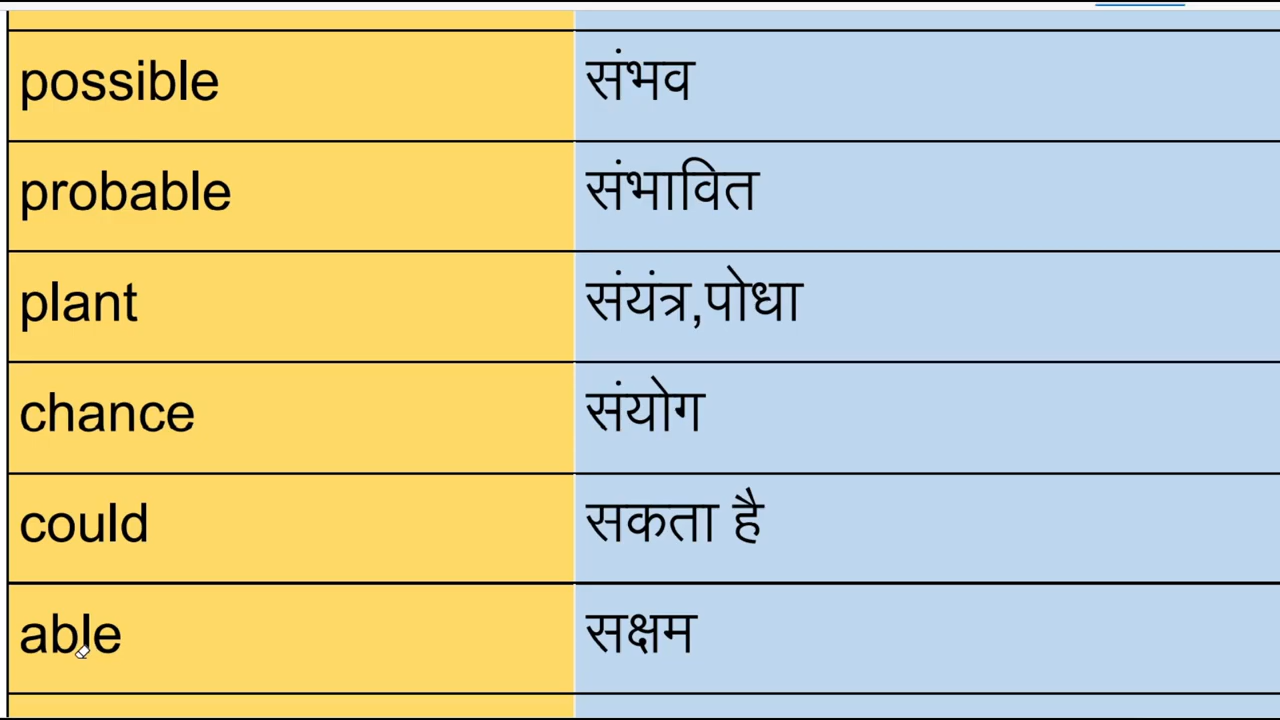 possible संभव
probable संभावित
plant संयंत्र,पोधा
chance संयोग
could सकता है
able सक्षम